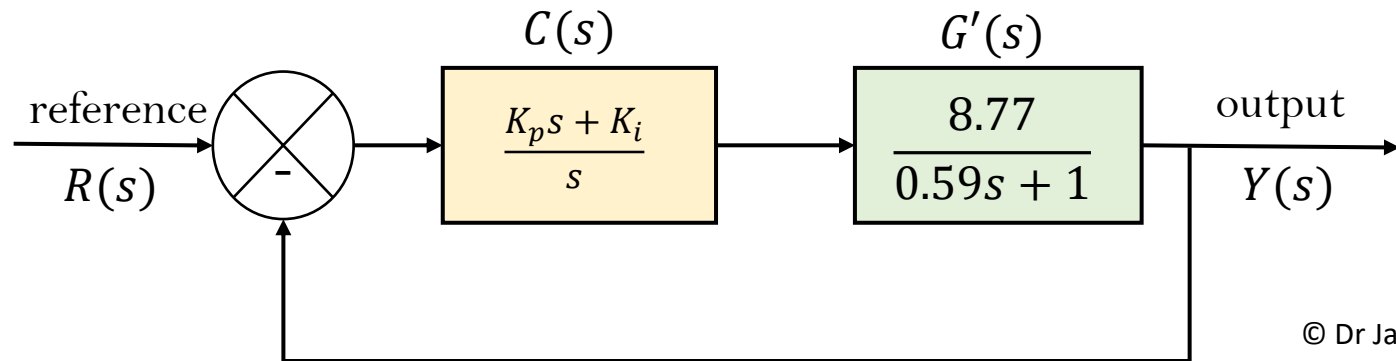 C(s)
G′(s)
reference
K_p s + K_i
s
8.77
0.59s + 1
output
R(s)
-
Y(s)
© Dr Ja